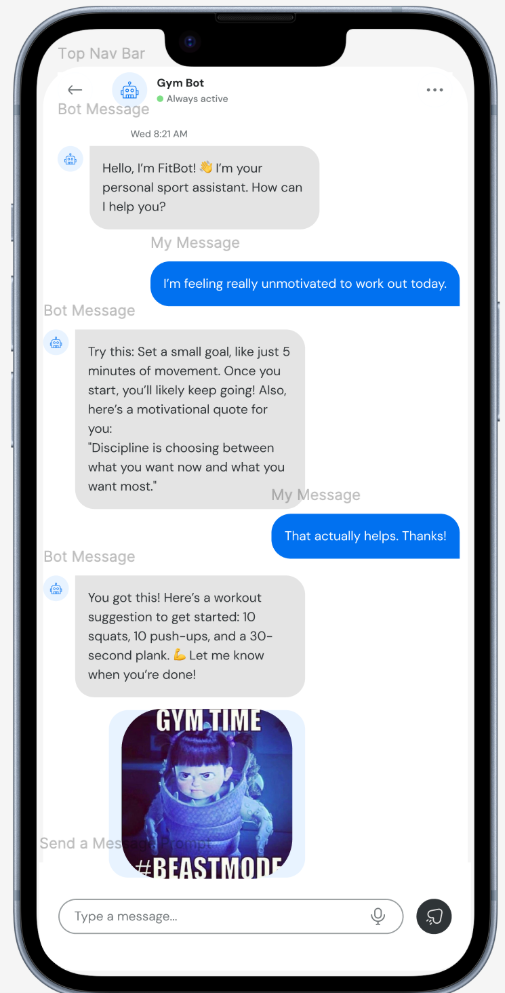 Top Nav Bar
Gym Bot
Always active
Bot Message
Wed 8:21 AM
Hello, I'm FitBot! 👋 I'm your
personal sport assistant. How can
I help you?
My Message
I'm feeling really unmotivated to work out today.
Bot Message
Try this: Set a small goal, like just 5
minutes of movement. Once you
start, you'll likely keep going! Also,
here's a motivational quote for
you:
"Discipline is choosing between
what you want now and what you
want most."
My Message
That actually helps. Thanks!
Bot Message
You got this! Here's a workout
suggestion to get started: 10
squats, 10 push-ups, and a 30-
second plank. 💪 Let me know
when you're done!
GYM TIME
Send a Message Prompt
#BEASTMODE
Type a message...